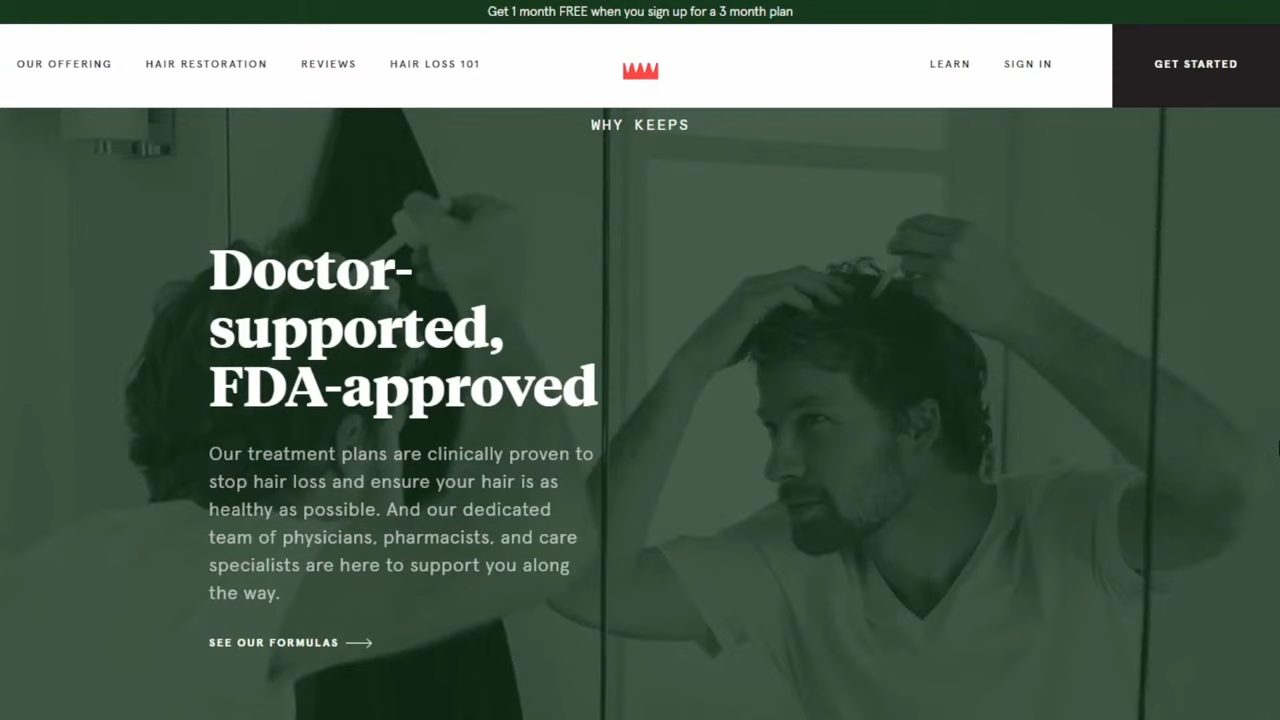 Get 1 month FREE when you sign up for a 3 month plan
OUR OFFERING HAIR RESTORATION REVIEWS HAIR LOSS 101 LEARN SIGN IN GET STARTED
WHY KEEPS
Doctor-
supported,
FDA-approved
Our treatment plans are clinically proven to
stop hair loss and ensure your hair is as
healthy as possible. And our dedicated
team of physicians, pharmacists, and care
specialists are here to support you along
the way.
SEE OUR FORMULAS